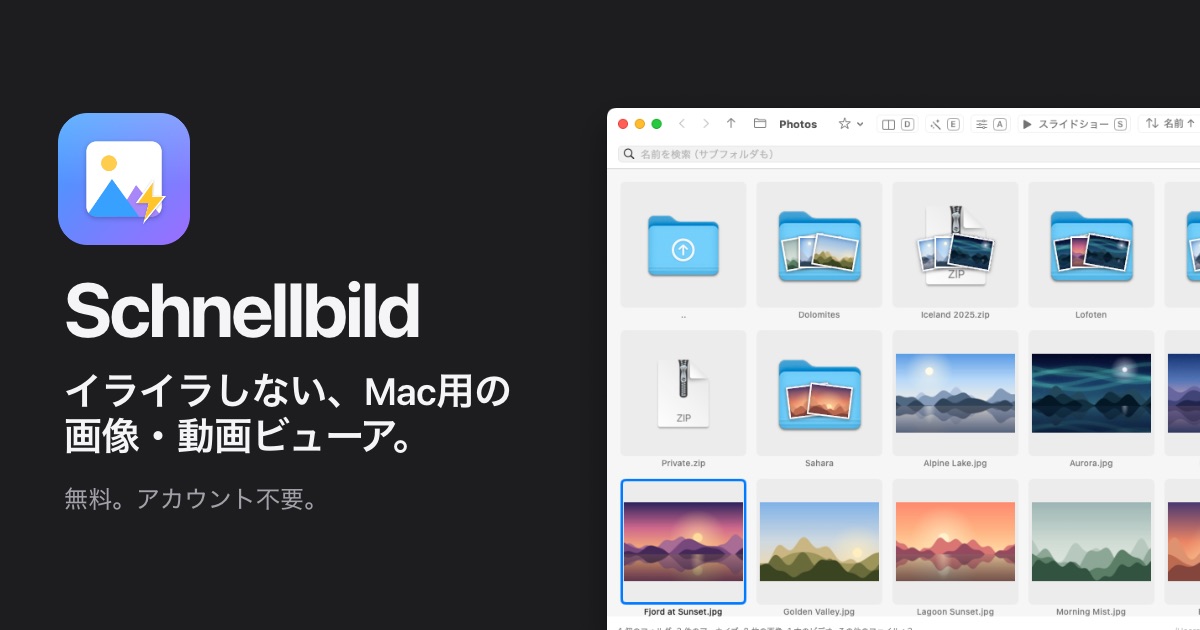 Schnellbild
イライラしない、Mac用の
画像・動画ビューア。
無料。アカウント不要。
Photos
D
E
A
スライドショー S
名前
名前を検索 (サブフォルダも)
..
Dolomites
ZIP
Iceland 2025.zip
Lofoten
ZIP
Private.zip
Sahara
Alpine Lake.jpg
Aurora.jpg
Fjord at Sunset.jpg
Golden Valley.jpg
Lagoon Sunset.jpg
Morning Mist.jpg